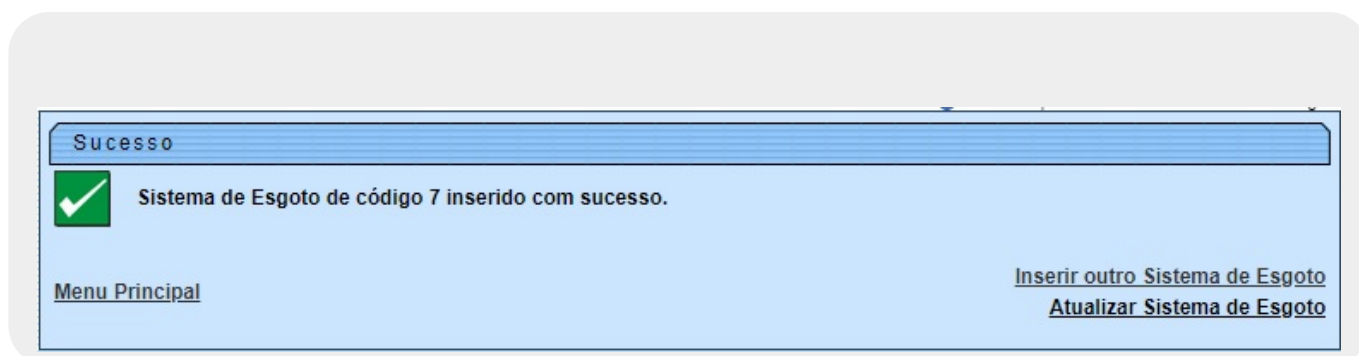 Sucesso
Sistema de Esgoto de código 7 inserido com sucesso.
Inserir outro Sistema de Esgoto
Menu Principal
Atualizar Sistema de Esgoto